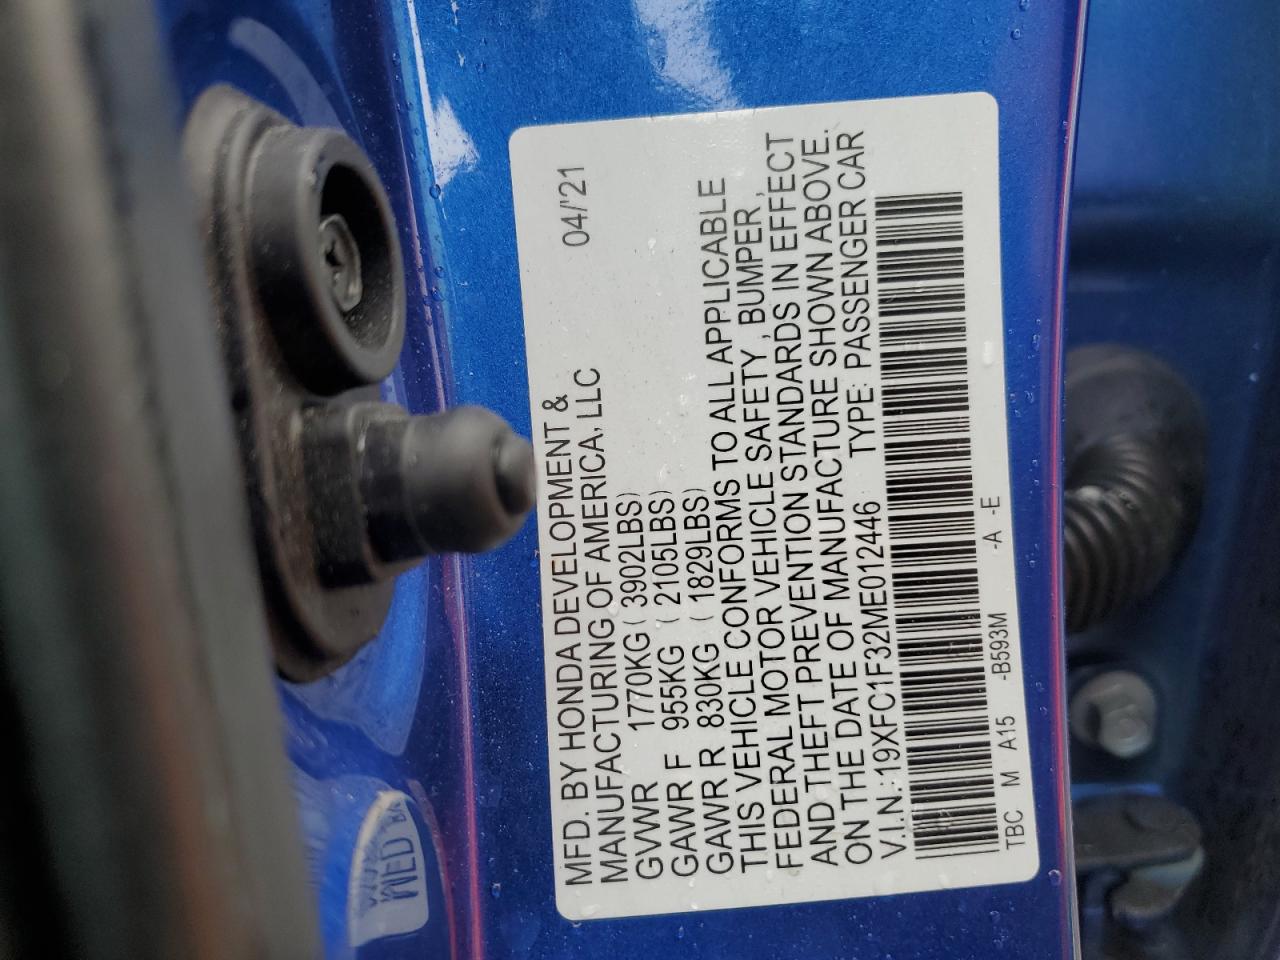 MFD. BY HONDA DEVELOPMENT &
MANUFACTURING OF AMERICA, LLC 04/'21
GVWR 1770KG ( 3902LBS)
GAWR F 955KG ( 2105LBS)
GAWR R 830KG ( 1829LBS)
THIS VEHICLE CONFORMS TO ALL APPLICABLE
FEDERAL MOTOR VEHICLE SAFETY , BUMPER ,
AND THEFT PREVENTION STANDARDS IN EFFECT
ON THE DATE OF MANUFACTURE SHOWN ABOVE.
V.I.N.:19XFC1F32ME012446 TYPE: PASSENGER CAR
TBC M A15 -B593M -A -E
WED